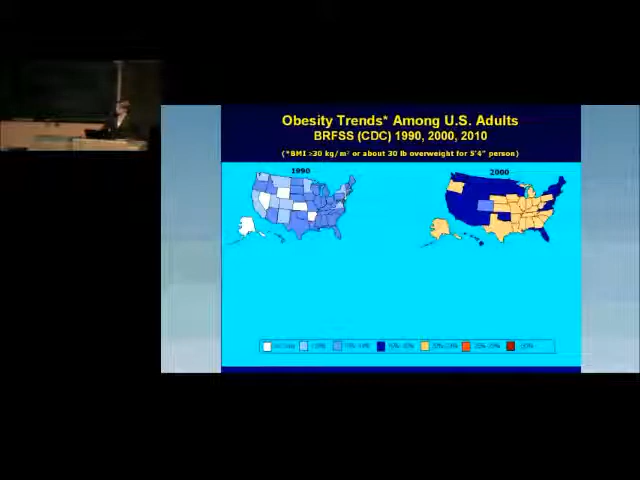 Obesity Trends* Among U.S. Adults
BRFSS (CDC) 1990, 2000, 2010
(*BMI ≥30 kg/m² or about 30 lb overweight for 5'4" person)
1990
2000